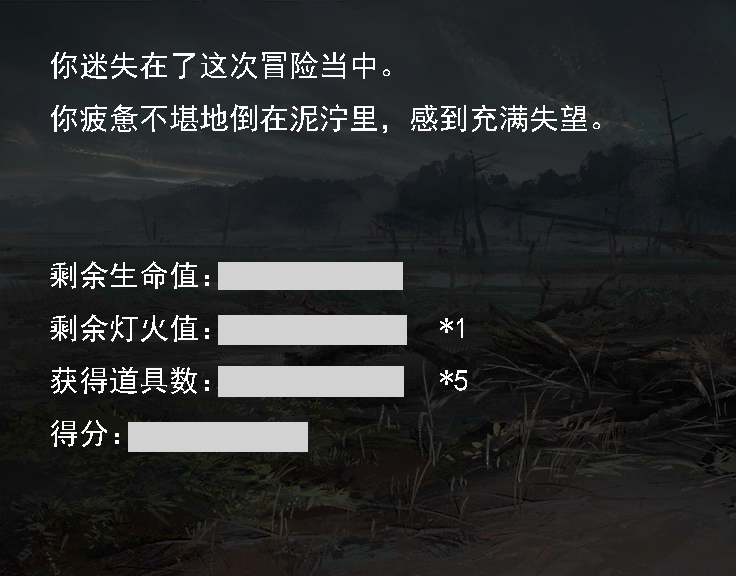 你迷失在了这次冒险当中。
你疲惫不堪地倒在泥泞里，感到充满失望。
剩余生命值：
剩余灯火值： *1
获得道具数： *5
得分：